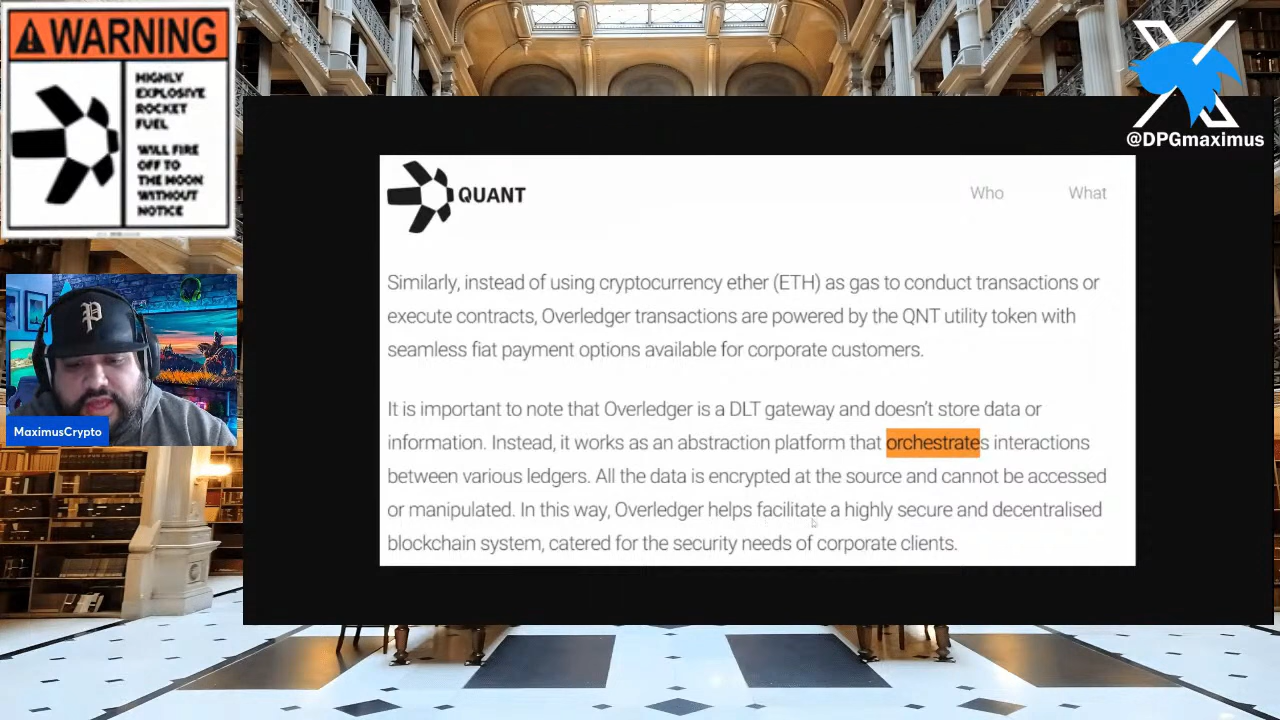 WARNING
HIGHLY
EXPLOSIVE
ROCKET
FUEL
WILL FIRE
OFF TO
THE MOON
WITHOUT
NOTICE
@DPGmaximus
QUANT
Who
What
Similarly, instead of using cryptocurrency ether (ETH) as gas to conduct transactions or
execute contracts, Overledger transactions are powered by the QNT utility token with
seamless fiat payment options available for corporate customers.
It is important to note that Overledger is a DLT gateway and doesn't store data or
information. Instead, it works as an abstraction platform that orchestrates interactions
between various ledgers. All the data is encrypted at the source and cannot be accessed
or manipulated. In this way, Overledger helps facilitate a highly secure and decentralised
blockchain system, catered for the security needs of corporate clients.
P
MaximusCrypto